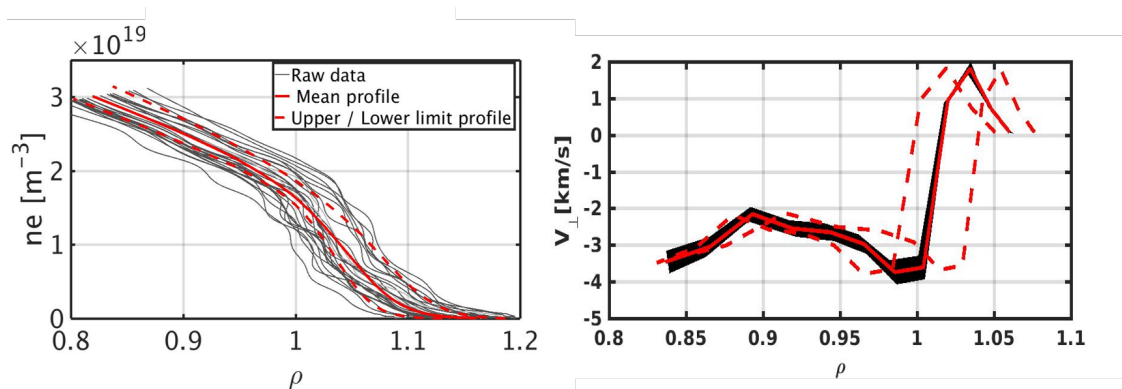 ×10^19
Raw data
Mean profile
Upper / Lower limit profile
ne [m^−3]
3
2
1
0
0.8 0.9 1 1.1 1.2
ρ
V⊥[km/s]
2
1
0
-1
-2
-3
-4
-5
0.8 0.85 0.9 0.95 1 1.05 1.1
ρ